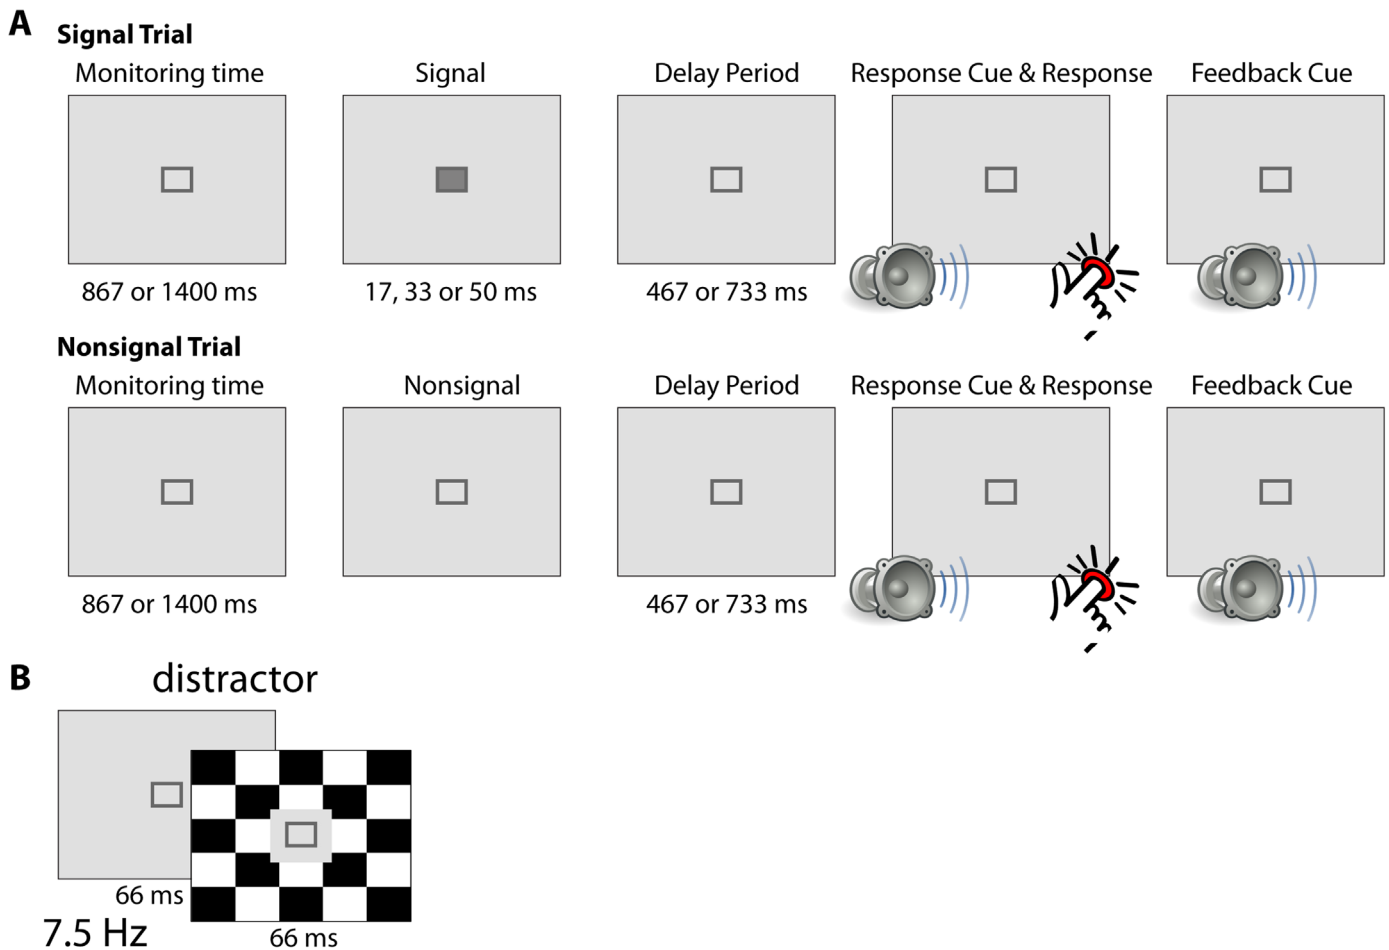 A
Signal Trial
Monitoring time
Signal
Delay Period
Response Cue & Response
Feedback Cue
867 or 1400 ms
17, 33 or 50 ms
467 or 733 ms
Nonsignal Trial
Monitoring time
Nonsignal
Delay Period
Response Cue & Response
Feedback Cue
867 or 1400 ms
467 or 733 ms
B
distractor
66 ms
7.5 Hz
66 ms